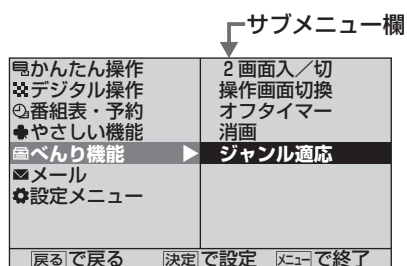 サブメニュー欄
かんたん操作
デジタル操作
番組表・予約
やさしい機能
べんり機能
メール
設定メニュー
2画面入／切
操作画面切換
オフタイマー
消画
ジャンル適応
戻るで戻る 決定で設定 メニューで終了